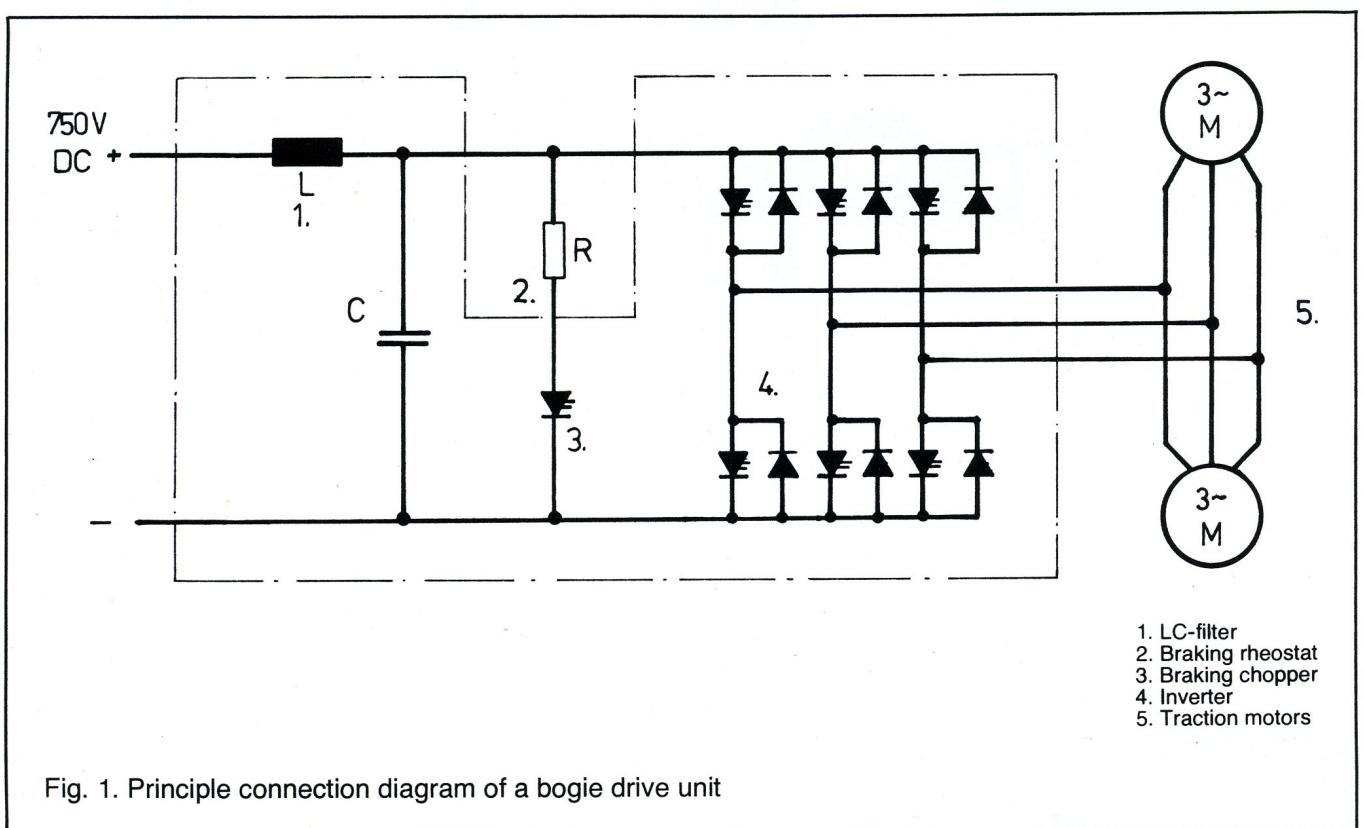 750V
DC +
L
1.
C
R
2.
3.
4.
3~
M
5.
3~
M
−
1. LC-filter
2. Braking rheostat
3. Braking chopper
4. Inverter
5. Traction motors
Fig. 1. Principle connection diagram of a bogie drive unit